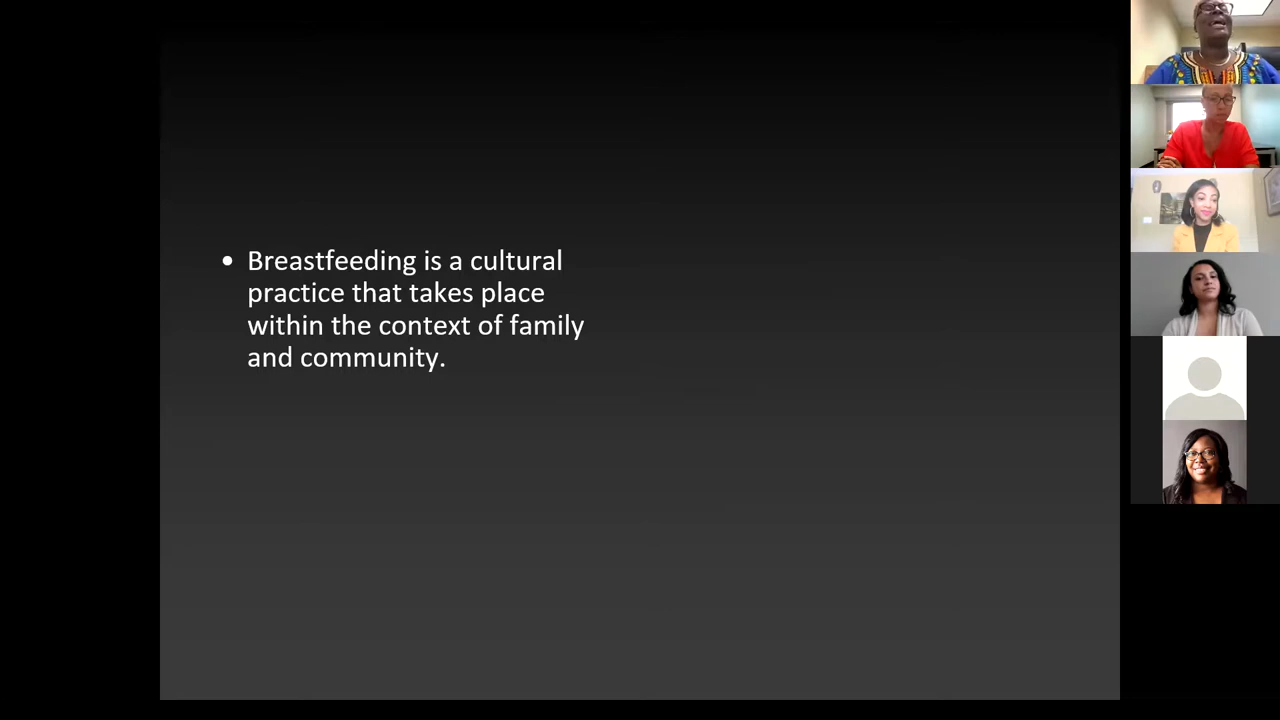 • Breastfeeding is a cultural
practice that takes place
within the context of family
and community.